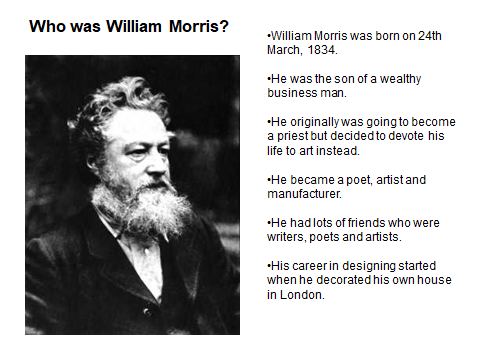 Who was William Morris?
•William Morris was born on 24th
March, 1834.
•He was the son of a wealthy
business man.
•He originally was going to become
a priest but decided to devote his
life to art instead.
•He became a poet, artist and
manufacturer.
•He had lots of friends who were
writers, poets and artists.
•His career in designing started
when he decorated his own house
in London.